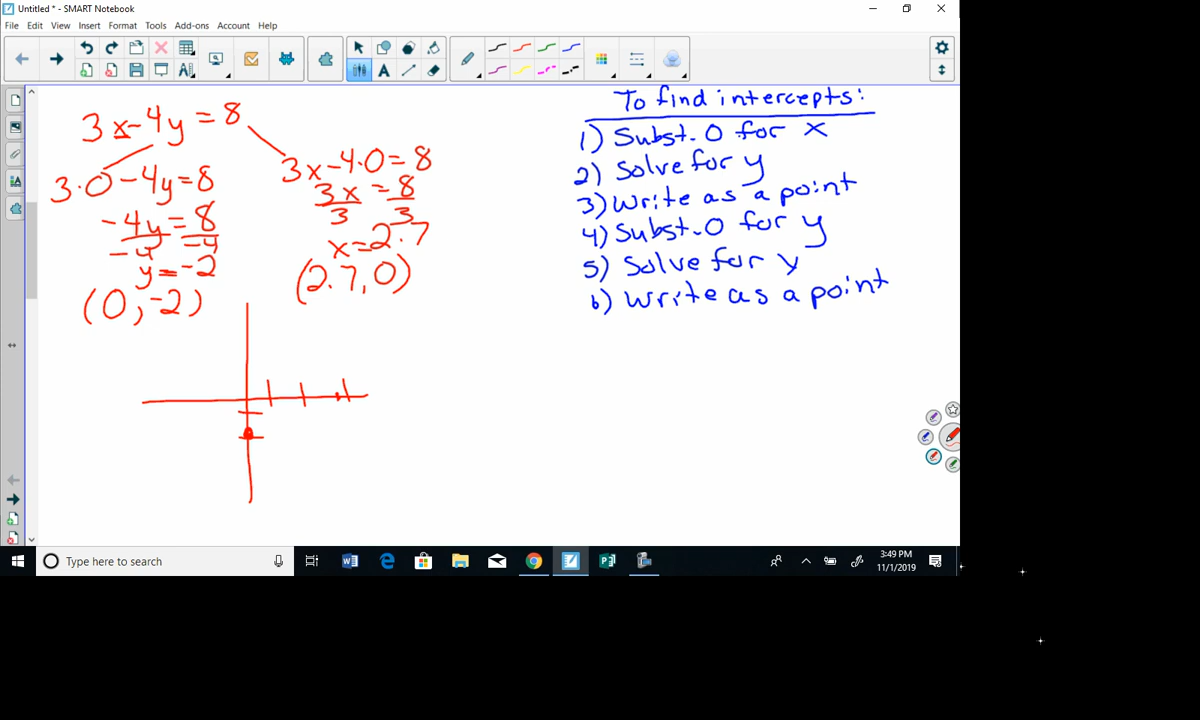 Untitled * - SMART Notebook
File Edit View Insert Format Tools Add-ons Account Help
3x-4y=8
3·0-4y=8
-4y=8
-4 -4
y=-2
(0,-2)
3x-4·0=8
3x=8
3 3
x=2.7
(2.7,0)
To find intercepts:
1) Subst. 0 for x
2) Solve for y
3) Write as a point
4) Subst. 0 for y
5) Solve for y
6) Write as a point
Type here to search
3:49 PM
11/1/2019